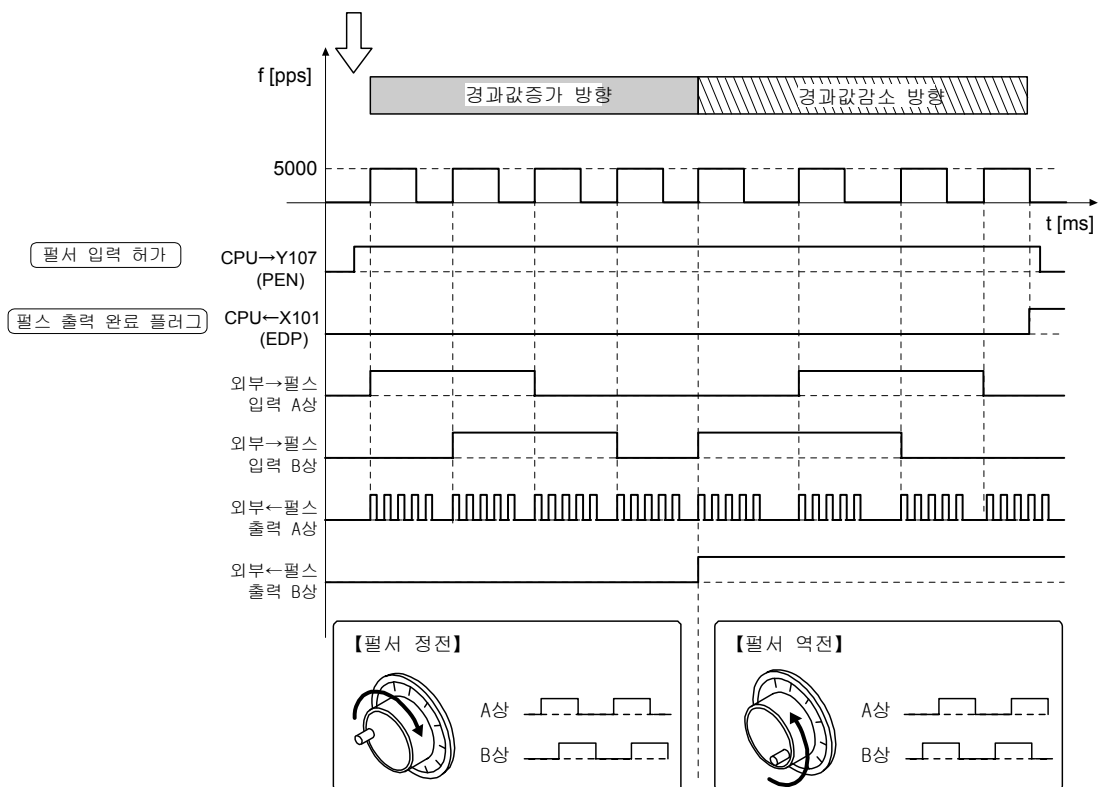 f [pps]
경과값증가 방향
경과값감소 방향
5000
t [ms]
펄서 입력 허가
CPU→Y107
(PEN)
펄스 출력 완료 플러그
CPU←X101
(EDP)
외부→펄스
입력 A상
외부→펄스
입력 B상
외부←펄스
출력 A상
외부←펄스
출력 B상
【펄서 정전】
A상
B상
【펄서 역전】
A상
B상